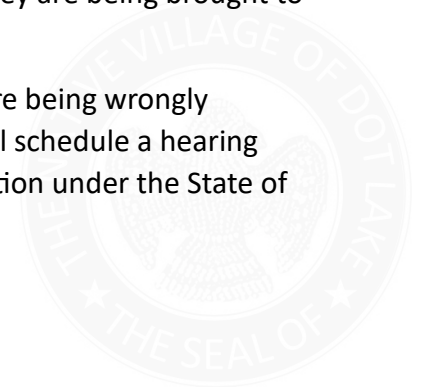 ey are being brought to
re being wrongly
l schedule a hearing
tion under the State of
THE NATIVE VILLAGE OF DOT LAKE
THE SEAL OF